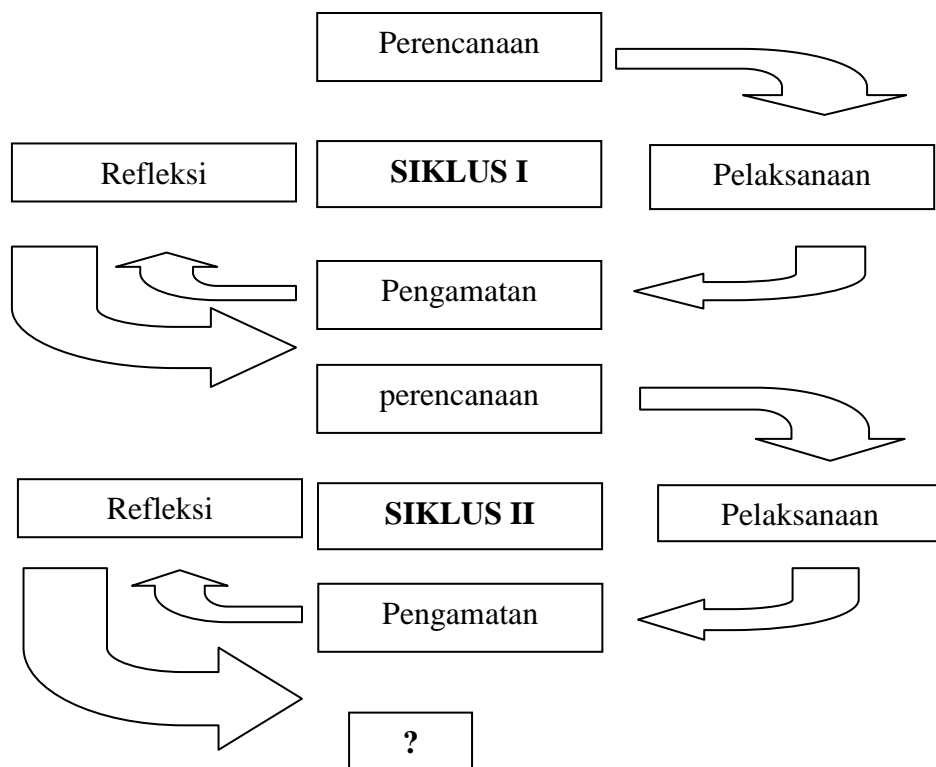 Perencanaan
Refleksi
SIKLUS I
Pelaksanaan
Pengamatan
perencanaan
Refleksi
SIKLUS II
Pelaksanaan
Pengamatan
?